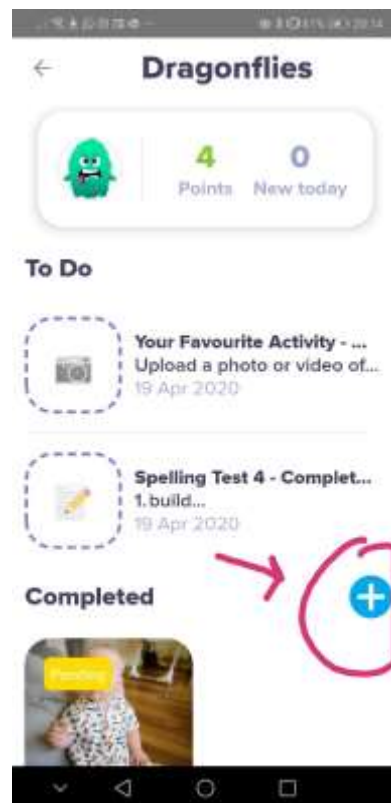 Dragonflies
4 0
Points New today
To Do
Your Favourite Activity - ...
Upload a photo or video of...
19 Apr 2020
Spelling Test 4 - Complet...
1. build...
19 Apr 2020
Completed
Pending